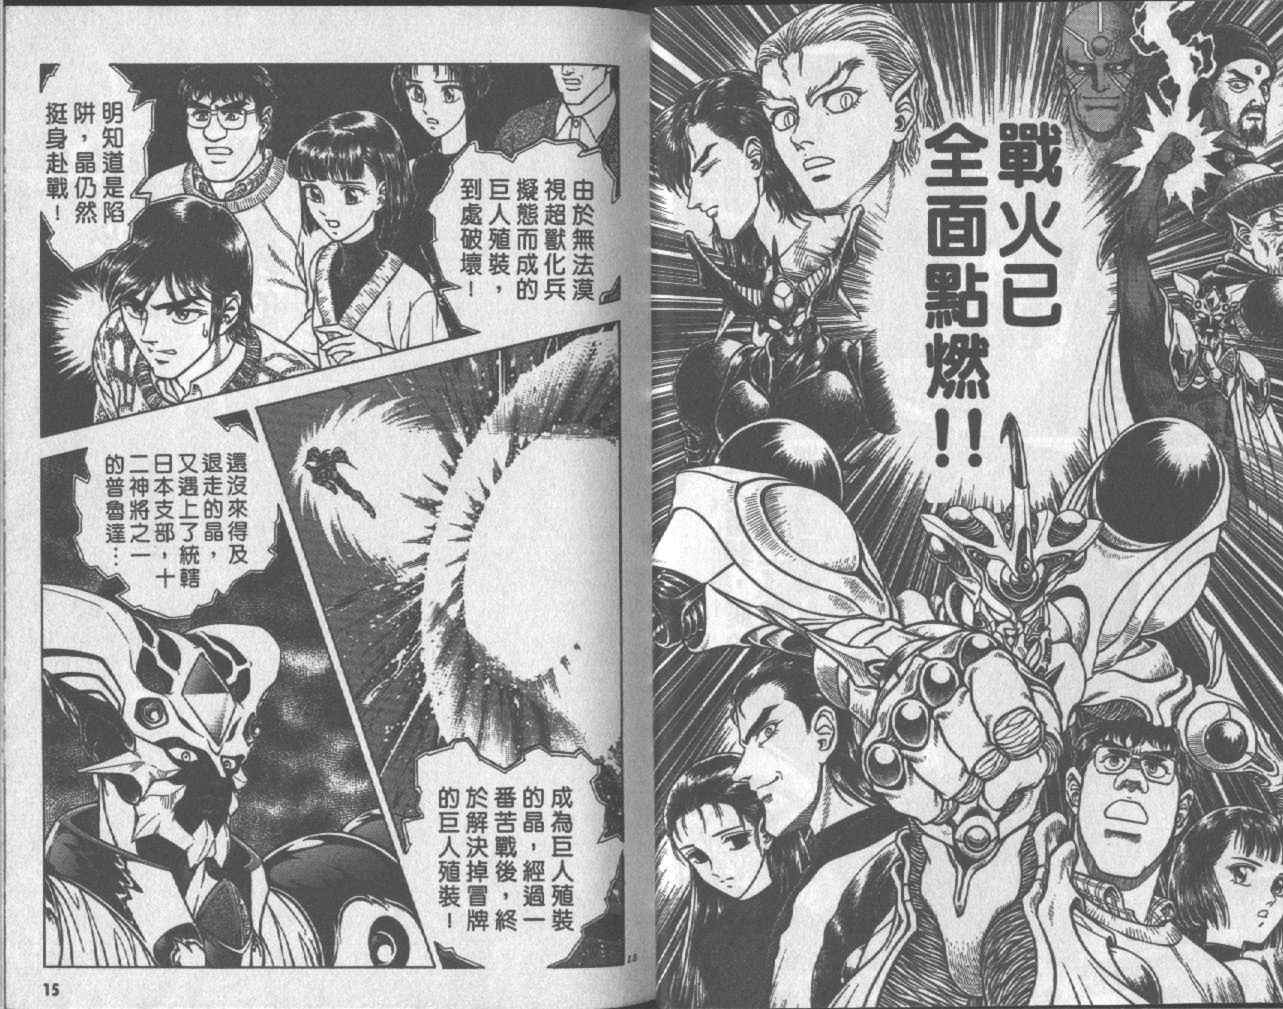 戰火已
全面點燃!!
由於無法漠
視超獸化兵
擬態而成的
巨人殖裝，
到處破壞！
明知道是陷
阱，晶仍然
挺身赴戰！
成為巨人殖裝
的晶，經過一
番苦戰後，終
於解決掉冒牌
的巨人殖裝！
還沒來得及
退走的晶，
又遇上了統轄
日本支部，十
二神將之一
的普魯達…
15